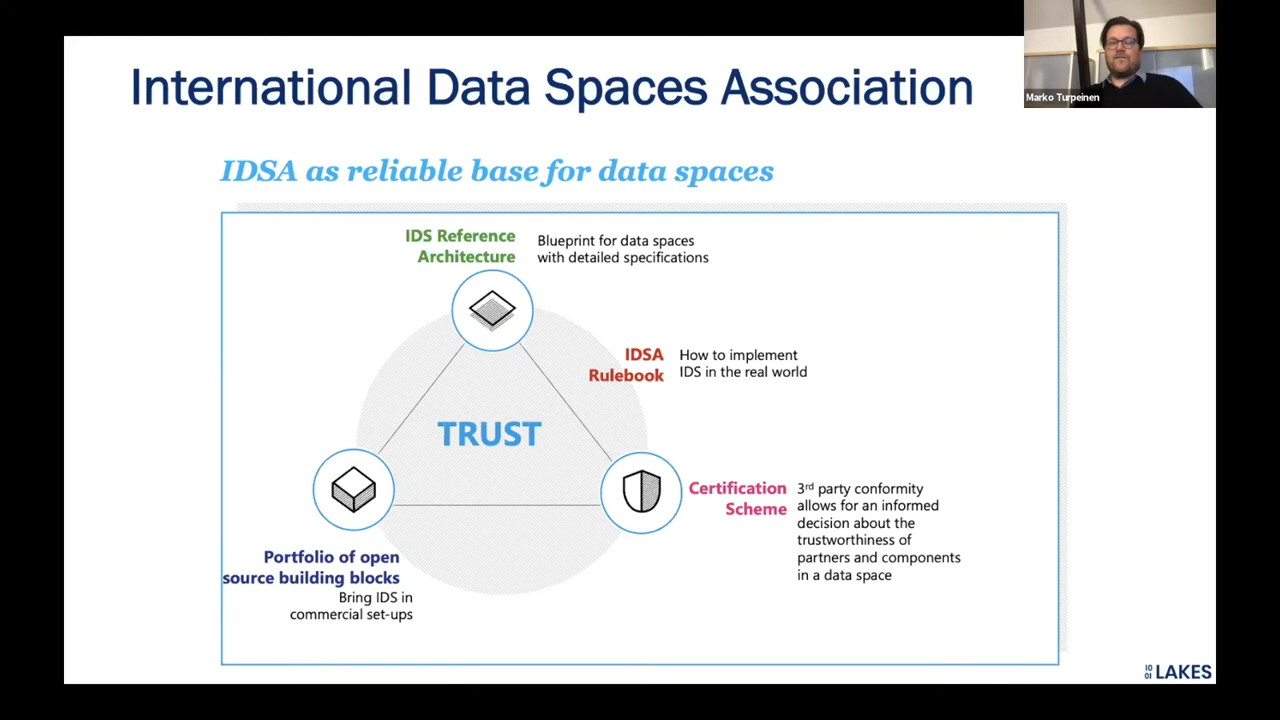 International Data Spaces Association
Marko Turpeinen
IDSA as reliable base for data spaces
IDS Reference
Architecture
Blueprint for data spaces
with detailed specifications
IDSA
Rulebook
How to implement
IDS in the real world
TRUST
Certification
Scheme
3rd party conformity
allows for an informed
decision about the
trustworthiness of
partners and components
in a data space
Portfolio of open
source building blocks
Bring IDS in
commercial set-ups
10
01 LAKES